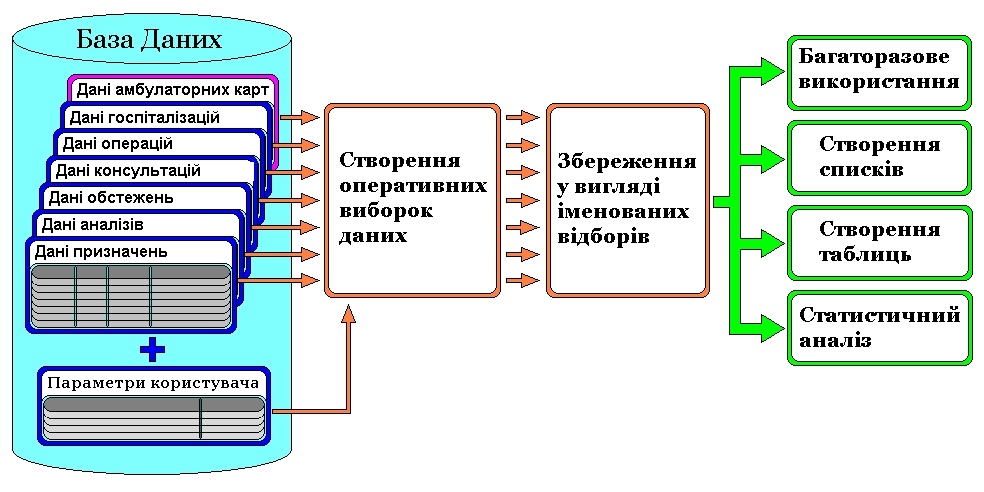 База Даних
Дані амбулаторних карт
Дані госпіталізацій
Дані операцій
Дані консультацій
Дані обстежень
Дані аналізів
Дані призначень
Параметри користувача
Створення
оперативних
виборок
даних
Збереження
у вигляді
іменованих
відборів
Багаторазове
використання
Створення
списків
Створення
таблиць
Статистичний
аналіз